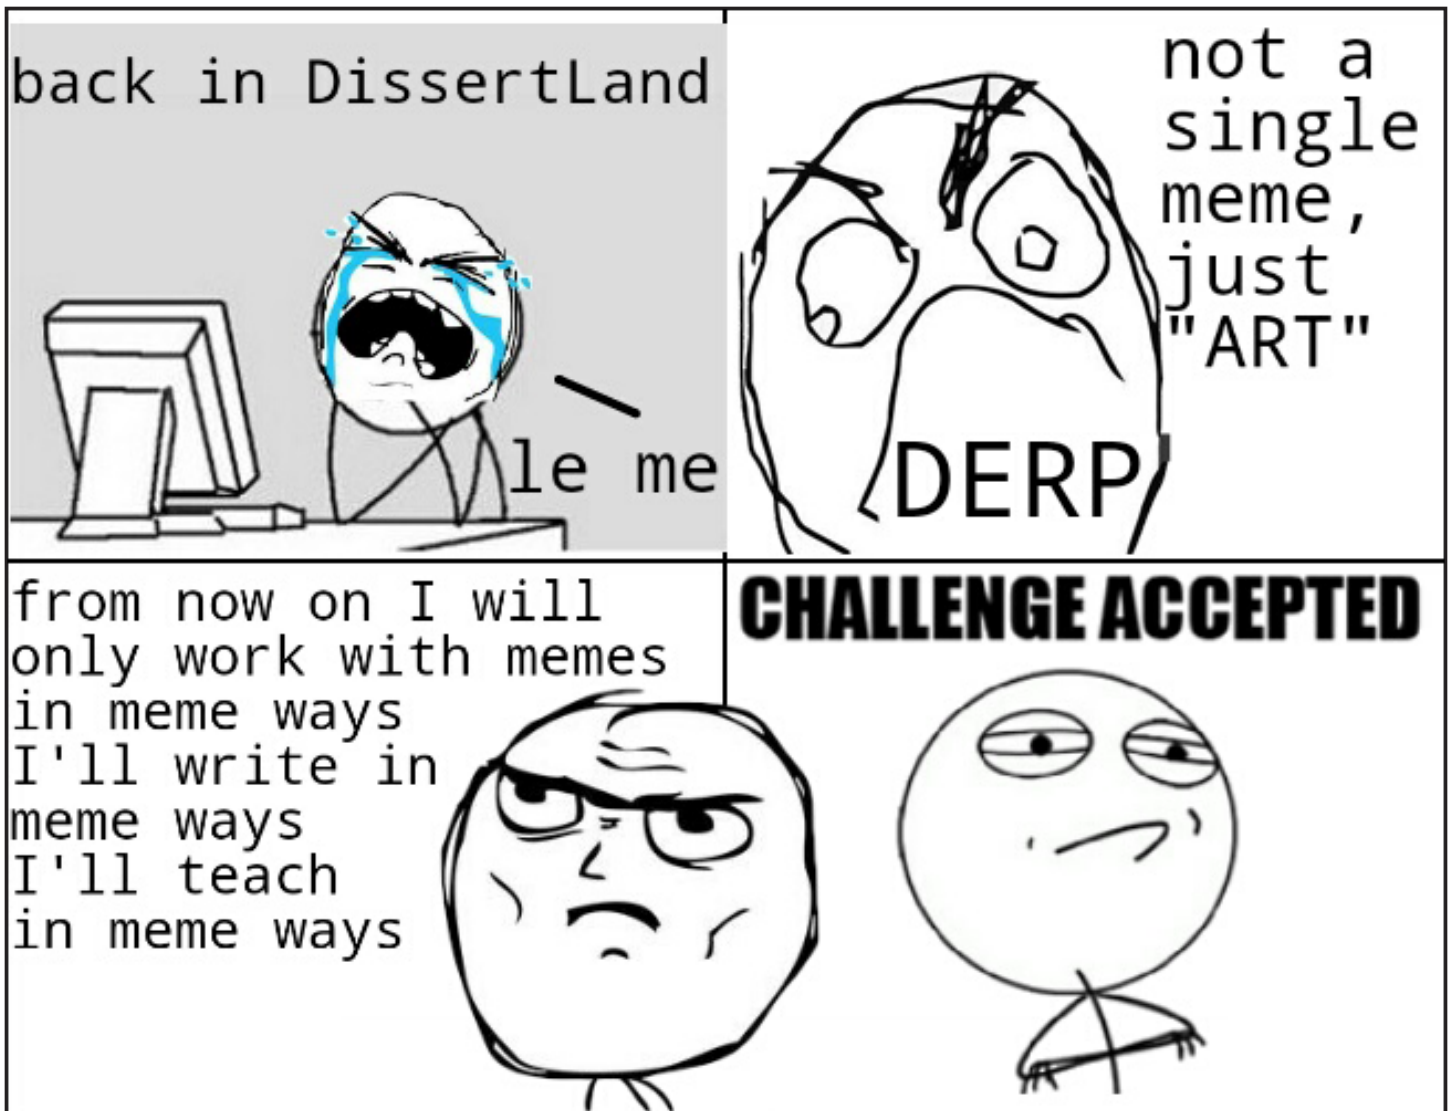 back in DissertLand
le me
not a
single
meme,
just
"ART"
DERP
from now on I will
only work with memes
in meme ways
I'll write in
meme ways
I'll teach
in meme ways
CHALLENGE ACCEPTED